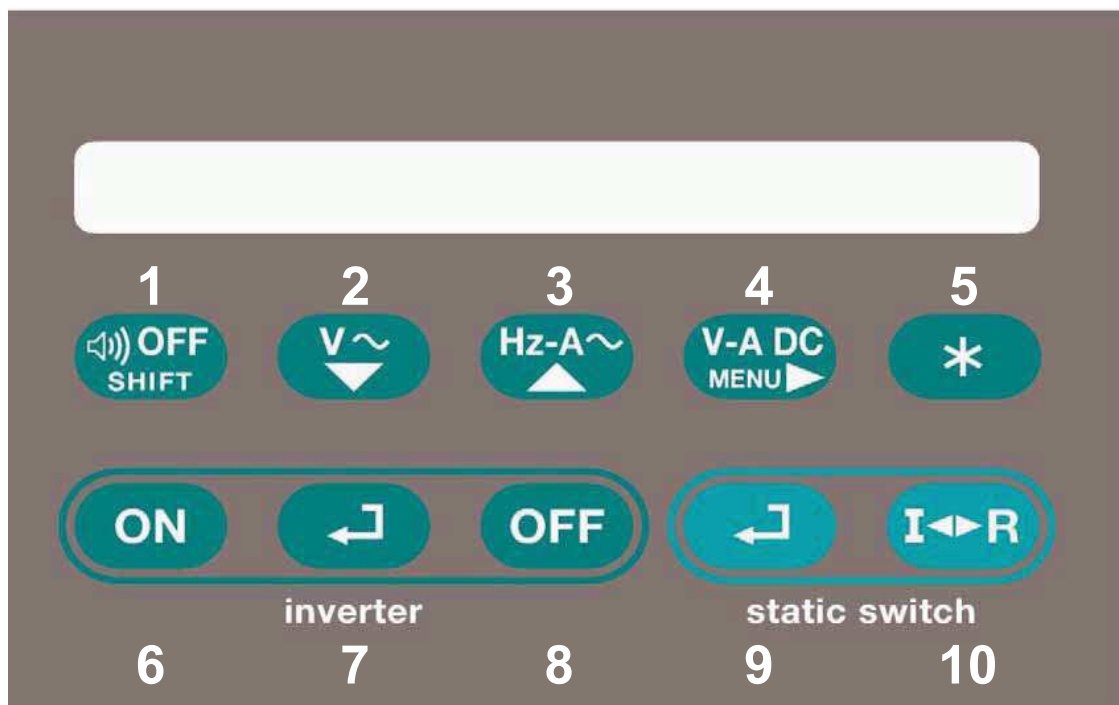 1 2 3 4 5
OFF V~ Hz-A~ V-A DC *
SHIFT MENU
ON OFF I◄►R
inverter static switch
6 7 8 9 10